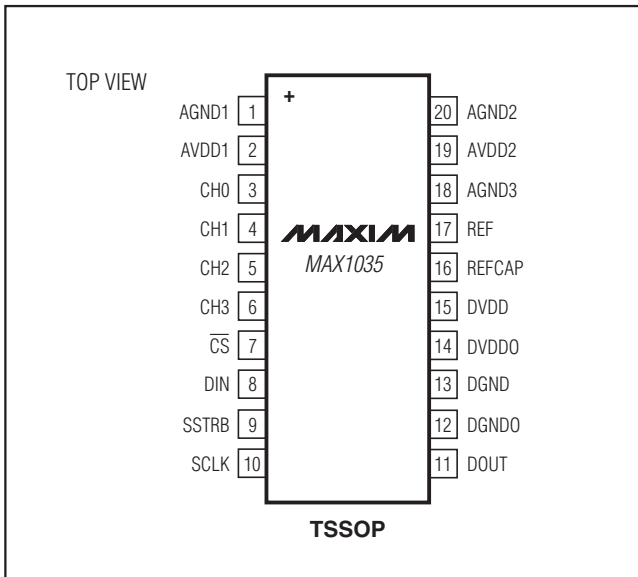 TOP VIEW
+
AGND1 1
AVDD1 2
CH0 3
CH1 4
CH2 5
CH3 6
CS 7
DIN 8
SSTRB 9
SCLK 10
MAXIM
MAX1035
20 AGND2
19 AVDD2
18 AGND3
17 REF
16 REFCAP
15 DVDD
14 DVDDO
13 DGND
12 DGNDO
11 DOUT
TSSOP